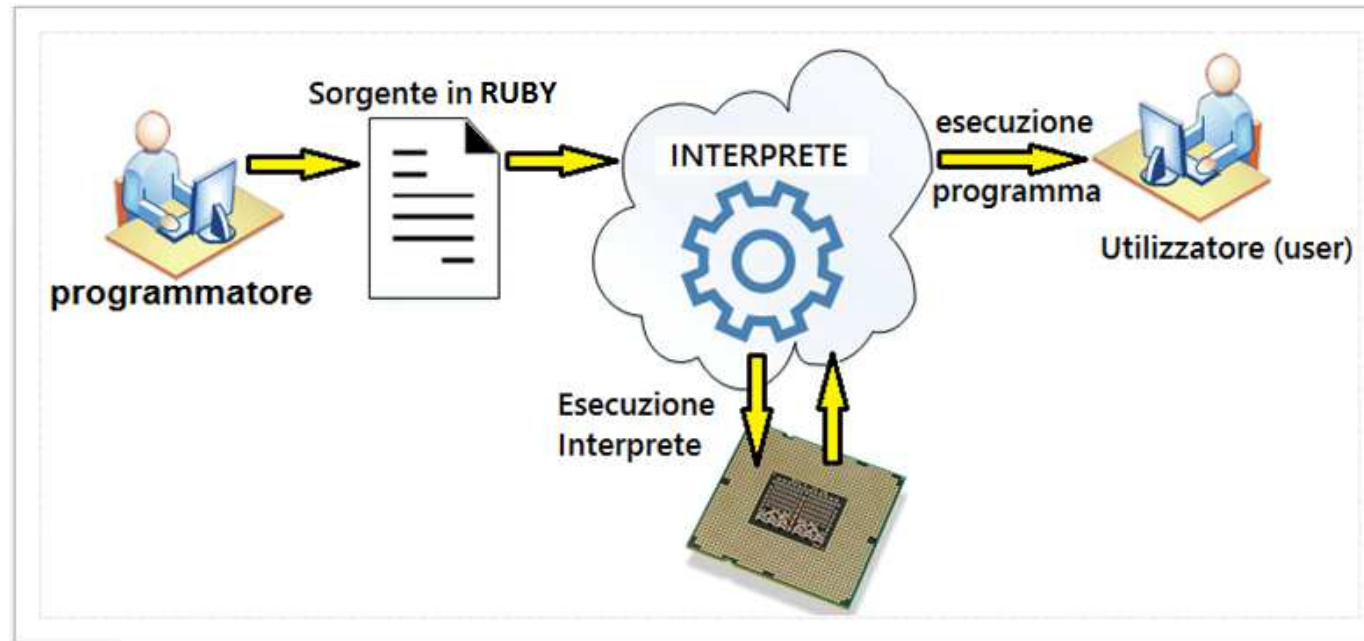 Sorgente in RUBY
programmatore
INTERPRETE
esecuzione
programma
Utilizzatore (user)
Esecuzione
Interprete